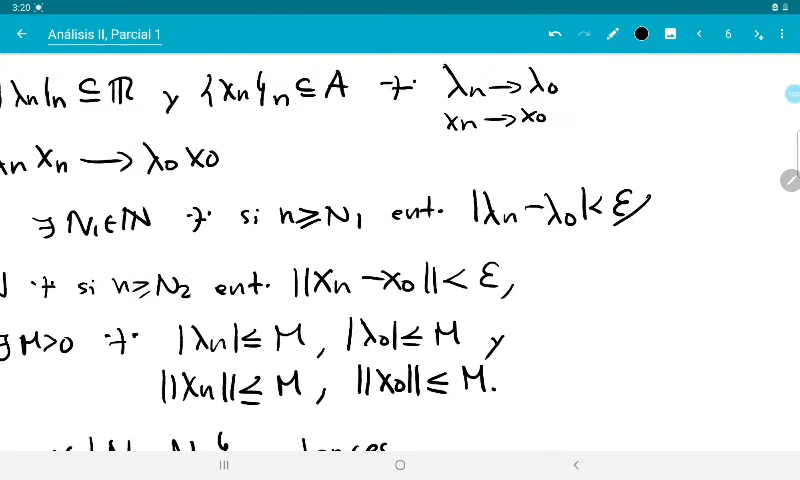 3:20
Análisis II, Parcial 1
6
λn}n ⊆ ℝ y {xn}n ⊆ A ·∋· λn → λ0
xn → x0
n xn → λ0 x0
∃ N1 ∈ ℕ ·∋· si n ≥ N1 ent. |λn - λ0| < ε
·∋· si n ≥ N2 ent. ||xn - x0|| < ε,
∃ M>0 ·∋· |λn| ≤ M, |λ0| ≤ M y
||xn|| ≤ M, ||x0|| ≤ M.